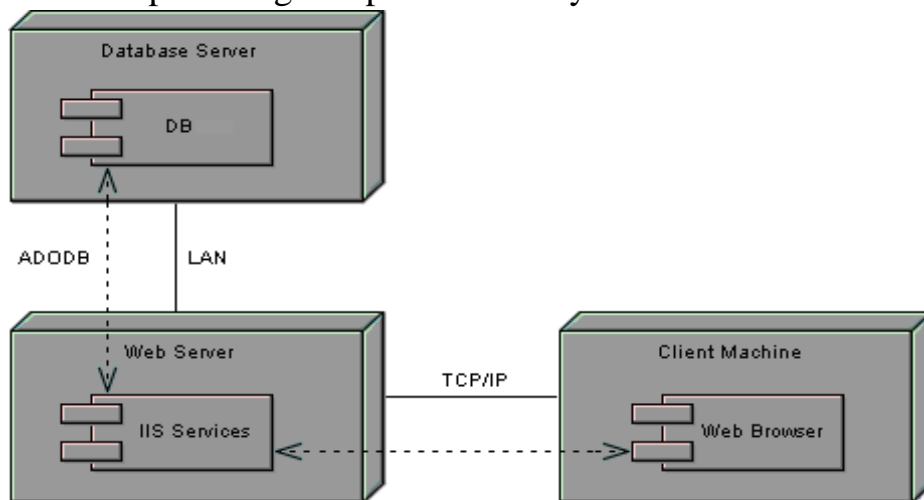 Database Server
DB
ADODB
LAN
Web Server
Client Machine
TCP/IP
IIS Services
Web Browser